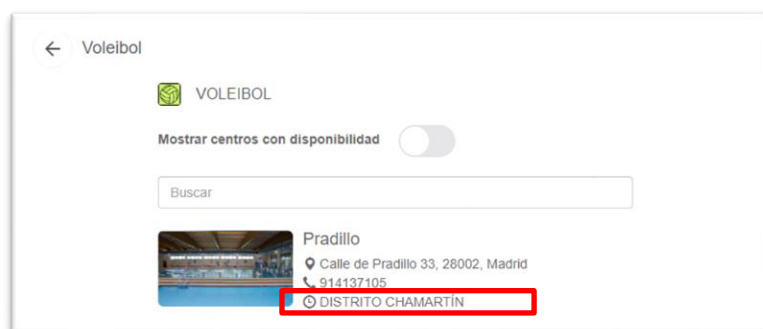 Voleibol
VOLEIBOL
Mostrar centros con disponibilidad
Buscar
Pradillo
Calle de Pradillo 33, 28002, Madrid
914137105
DISTRITO CHAMARTÍN